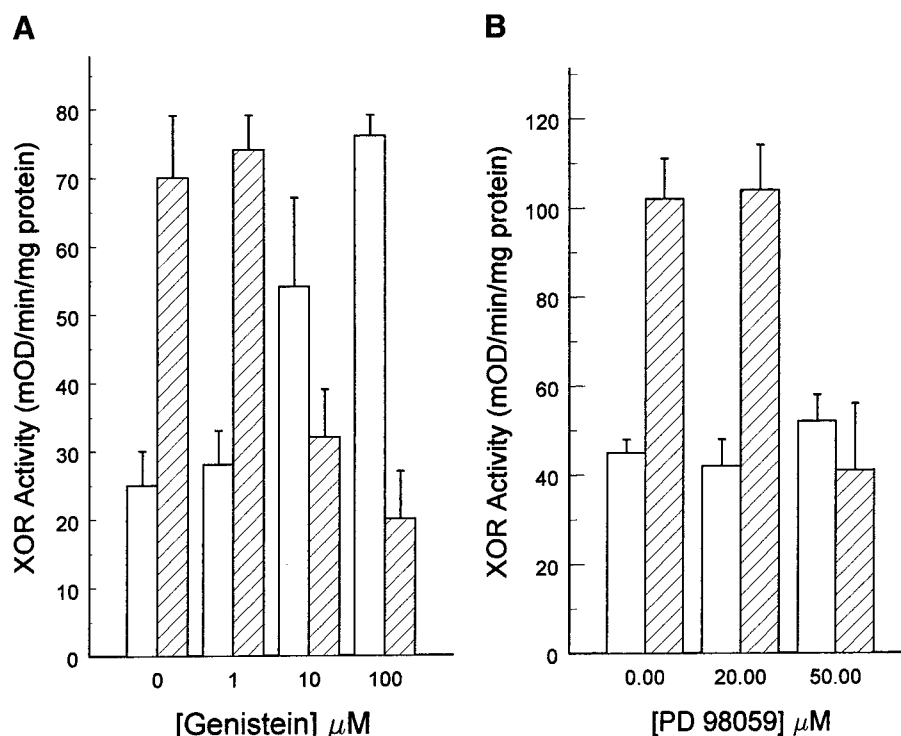 A
XOR Activity (mOD/min/mg protein)
80
70
60
50
40
30
20
10
0
0 1 10 100
[Genistein] µM
B
XOR Activity (mOD/min/mg protein)
120
100
80
60
40
20
0
0.00 20.00 50.00
[PD 98059] µM